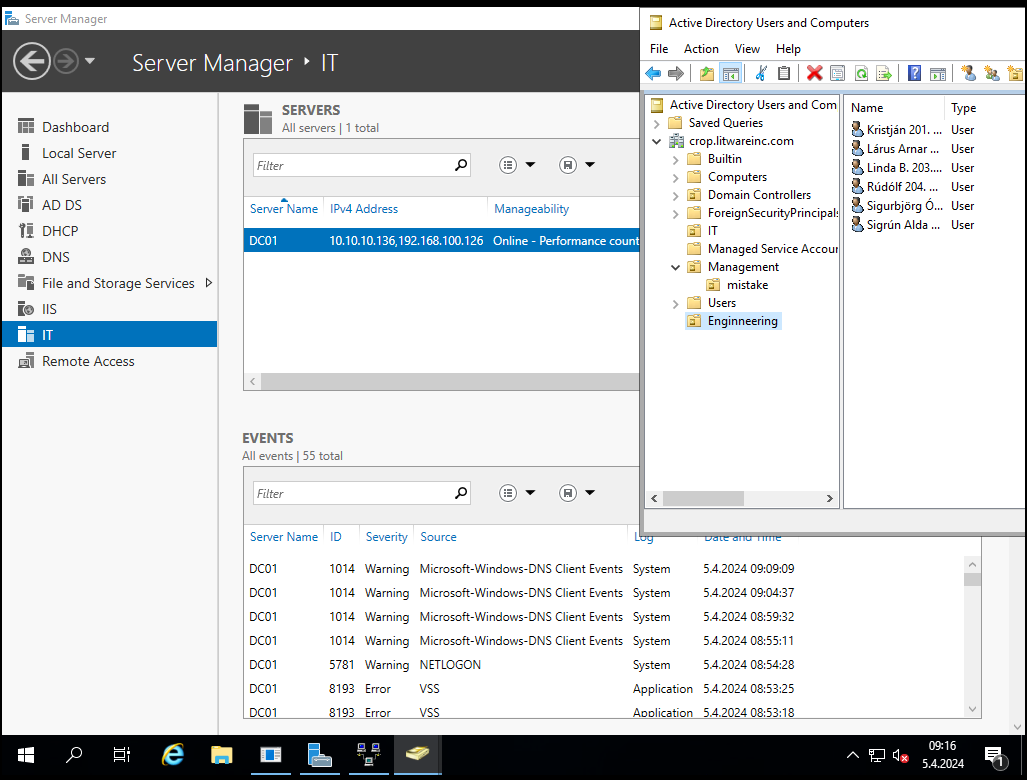 Server Manager
Server Manager • IT
Dashboard
Local Server
All Servers
AD DS
DHCP
DNS
File and Storage Services
IIS
IT
Remote Access
SERVERS
All servers | 1 total
Filter
Server Name IPv4 Address Manageability
DC01 10.10.10.136,192.168.100.126 Online - Performance count
EVENTS
All events | 55 total
Filter
Server Name ID Severity Source Log Date and Time
DC01 1014 Warning Microsoft-Windows-DNS Client Events System 5.4.2024 09:09:09
DC01 1014 Warning Microsoft-Windows-DNS Client Events System 5.4.2024 09:04:37
DC01 1014 Warning Microsoft-Windows-DNS Client Events System 5.4.2024 08:59:32
DC01 1014 Warning Microsoft-Windows-DNS Client Events System 5.4.2024 08:55:11
DC01 5781 Warning NETLOGON System 5.4.2024 08:54:28
DC01 8193 Error VSS Application 5.4.2024 08:53:25
DC01 8193 Error VSS Application 5.4.2024 08:53:18
Active Directory Users and Computers
File Action View Help
Active Directory Users and Com
Saved Queries
crop.litwareinc.com
Builtin
Computers
Domain Controllers
ForeignSecurityPrincipals
IT
Managed Service Accour
Management
mistake
Users
Enginneering
Name Type
Kristján 201. ... User
Lárus Arnar ... User
Linda B. 203.... User
Rúdólf 204. ... User
Sigurbjörg Ó... User
Sigrún Alda ... User
09:16
5.4.2024
1